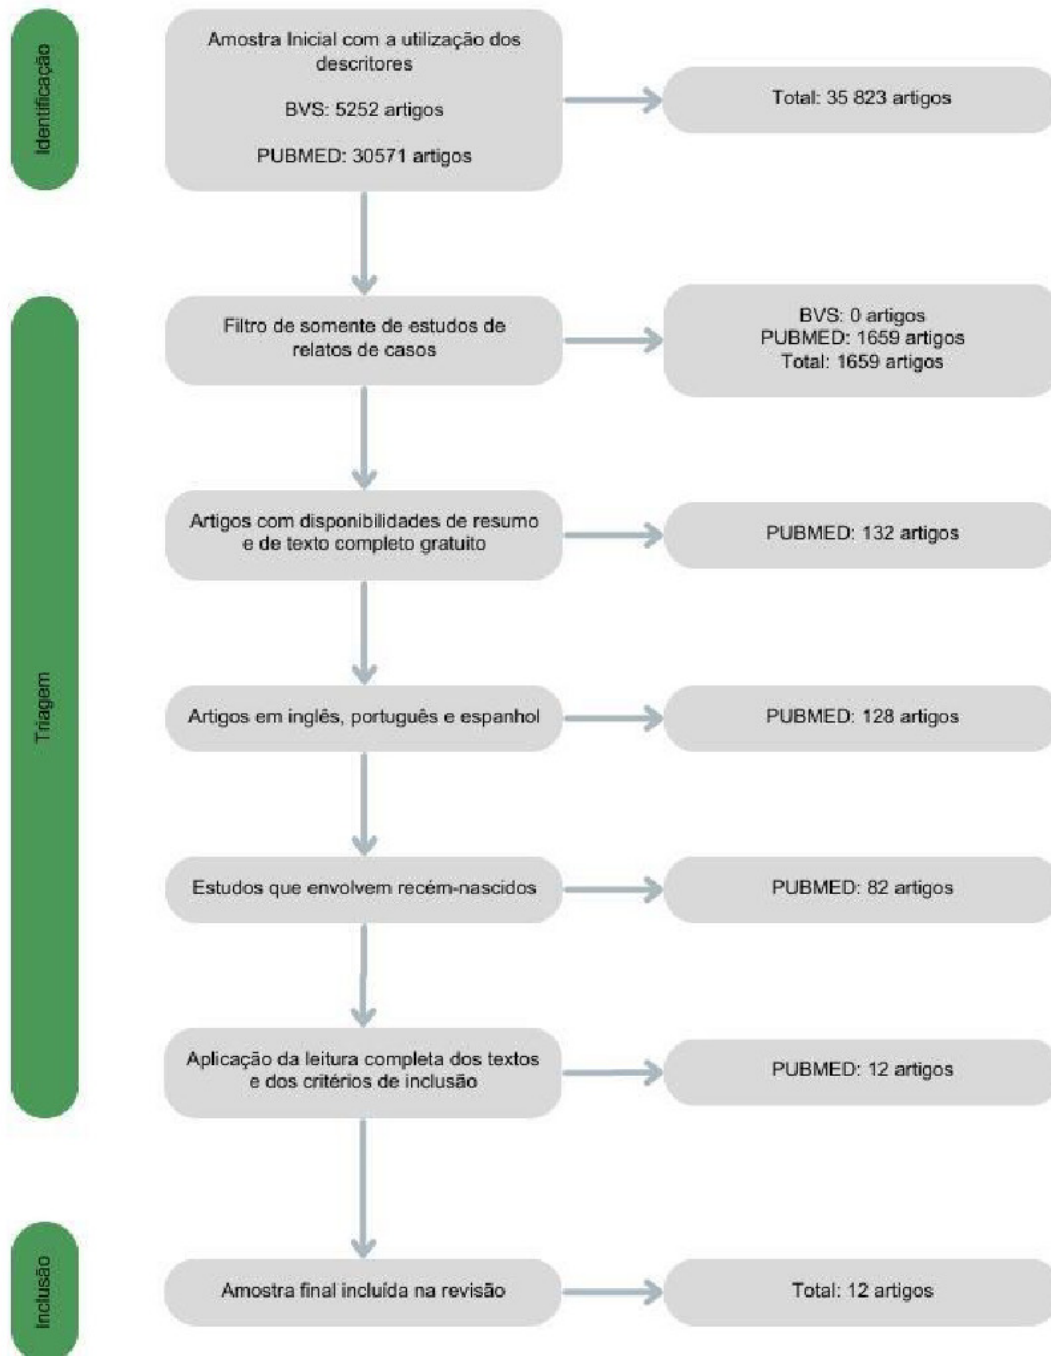 Identificação
Amostra Inicial com a utilização dos
descritores
BVS: 5252 artigos
PUBMED: 30571 artigos
Total: 35 823 artigos
Triagem
Filtro de somente de estudos de
relatos de casos
BVS: 0 artigos
PUBMED: 1659 artigos
Total: 1659 artigos
Artigos com disponibilidades de resumo
e de texto completo gratuito
PUBMED: 132 artigos
Artigos em inglês, português e espanhol
PUBMED: 128 artigos
Estudos que envolvem recém-nascidos
PUBMED: 82 artigos
Aplicação da leitura completa dos textos
e dos critérios de inclusão
PUBMED: 12 artigos
Inclusão
Amostra final incluída na revisão
Total: 12 artigos